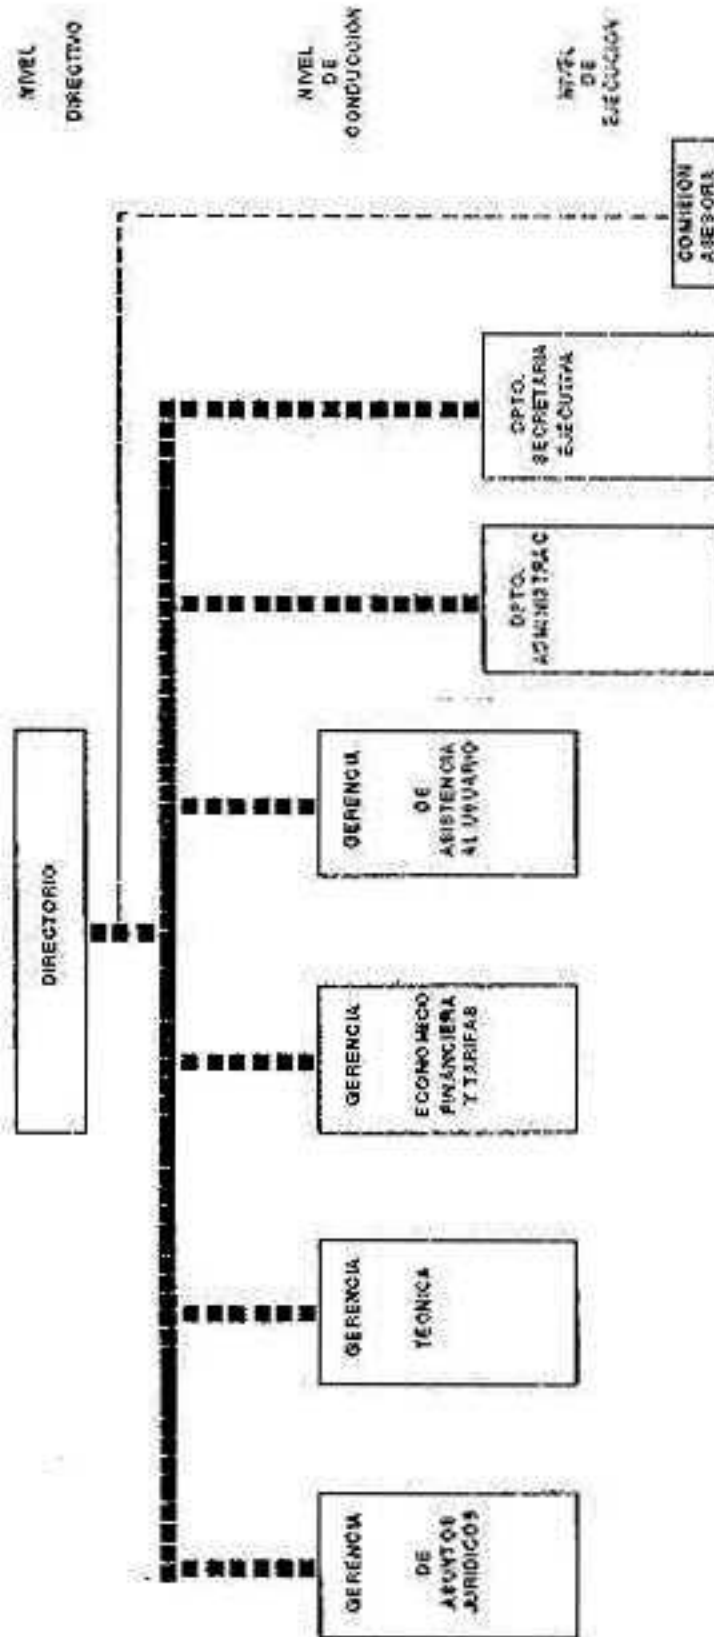 NIVEL
DIRECTIVO
DIRECTORIO
NIVEL
DE
CONDUCCION
GERENCIA
DE
ASUNTOS
JURIDICOS
GERENCIA
TECNICA
GERENCIA
ECONOMICO
FINANCIERA
Y TARIFAS
GERENCIA
DE
ASISTENCIA
AL USUARIO
NIVEL
DE
EJECUCION
DPTO.
ADMINISTRAC
DPTO.
SECRETARIA
EJECUTIVA
COMISION
ASESORA